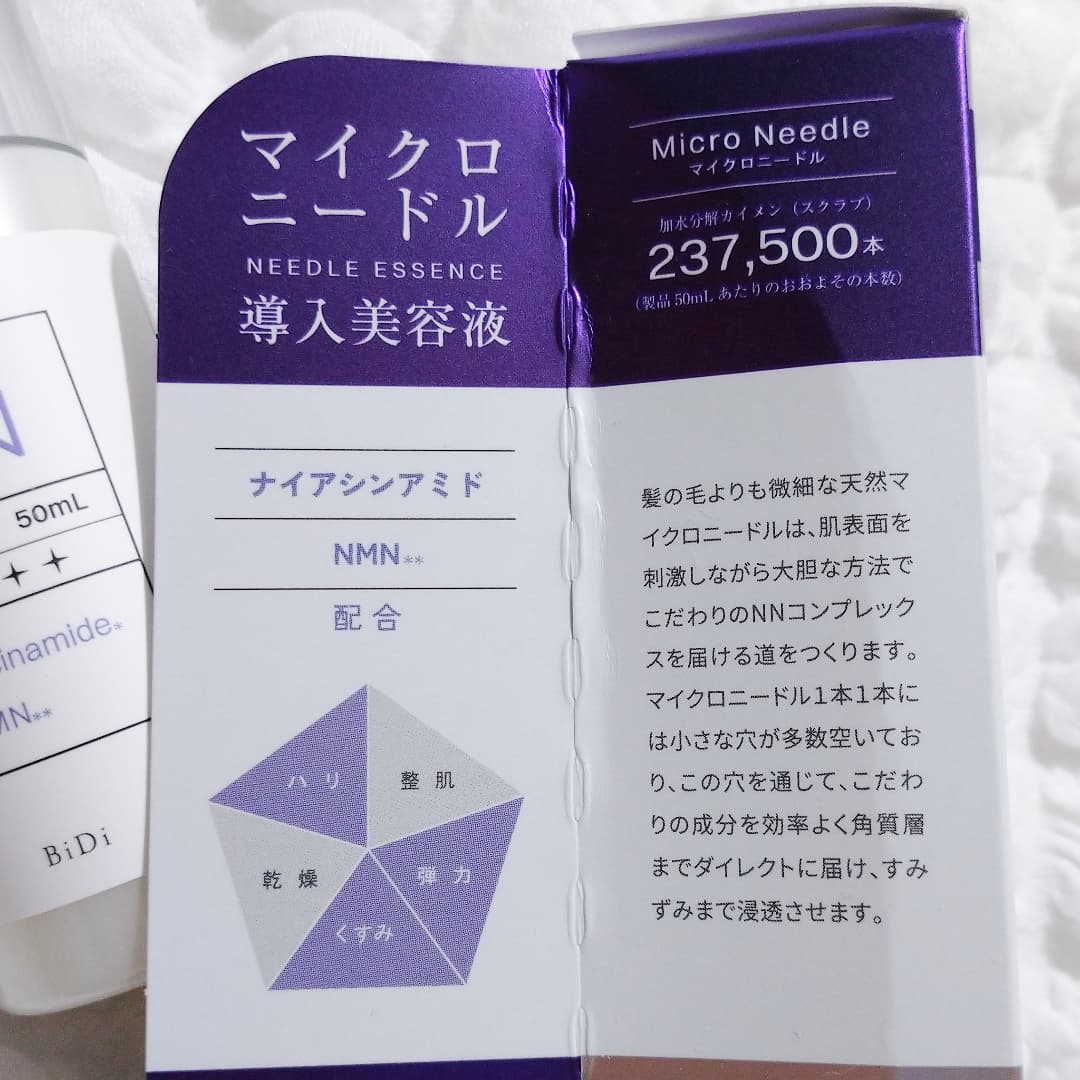 マイクロ
ニードル
NEEDLE ESSENCE
導入美容液
ナイアシンアミド
NMN**
配合
ハリ
整肌
乾燥
弾力
くすみ
Micro Needle
マイクロニードル
加水分解カイメン（スクラブ）
237,500本
（製品50mLあたりのおおよその本数）
髪の毛よりも微細な天然マ
イクロニードルは、肌表面を
刺激しながら大胆な方法で
こだわりのNNコンプレック
スを届ける道をつくります。
マイクロニードル1本1本に
は小さな穴が多数空いてお
り、この穴を通じて、こだわ
りの成分を効率よく角質層
までダイレクトに届け、すみ
ずみまで浸透させます。
N
50mL
inamide*
MN**
BiDi